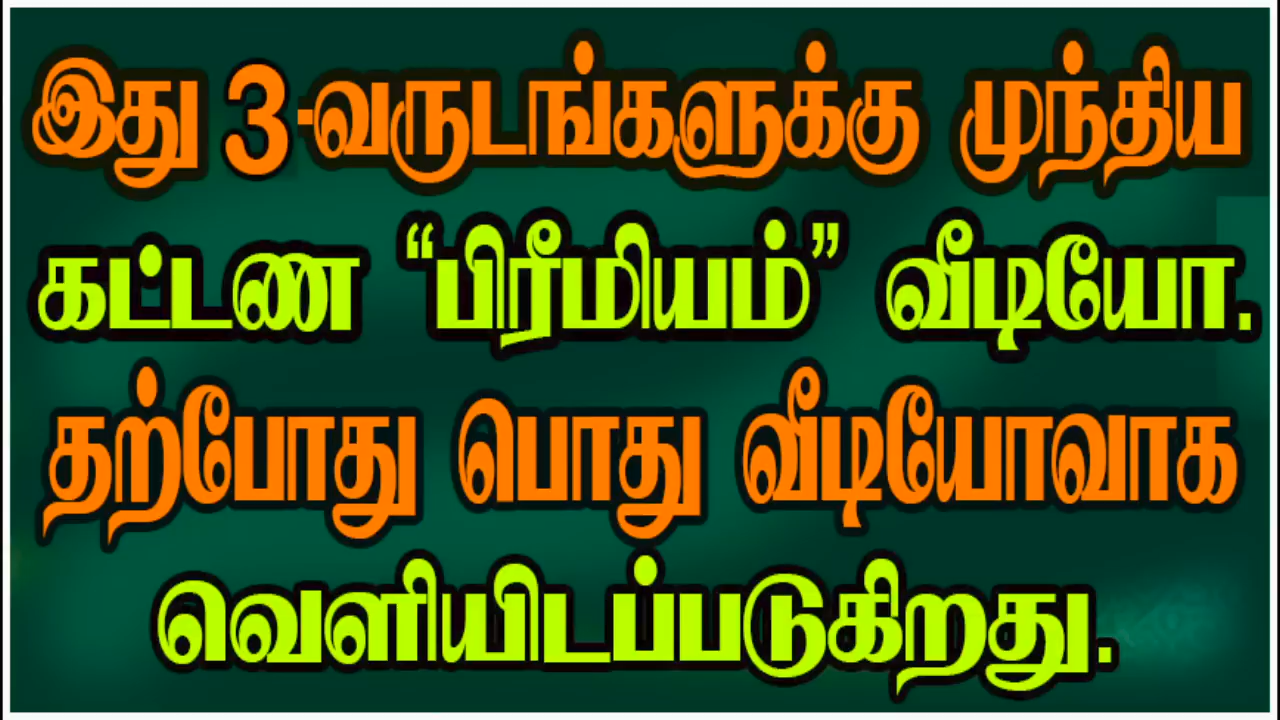 இது 3-வருடங்களுக்கு முந்திய
கட்டண “பிரீமியம்” வீடியோ.
தற்போது பொது வீடியோவாக
வெளியிடப்படுகிறது.